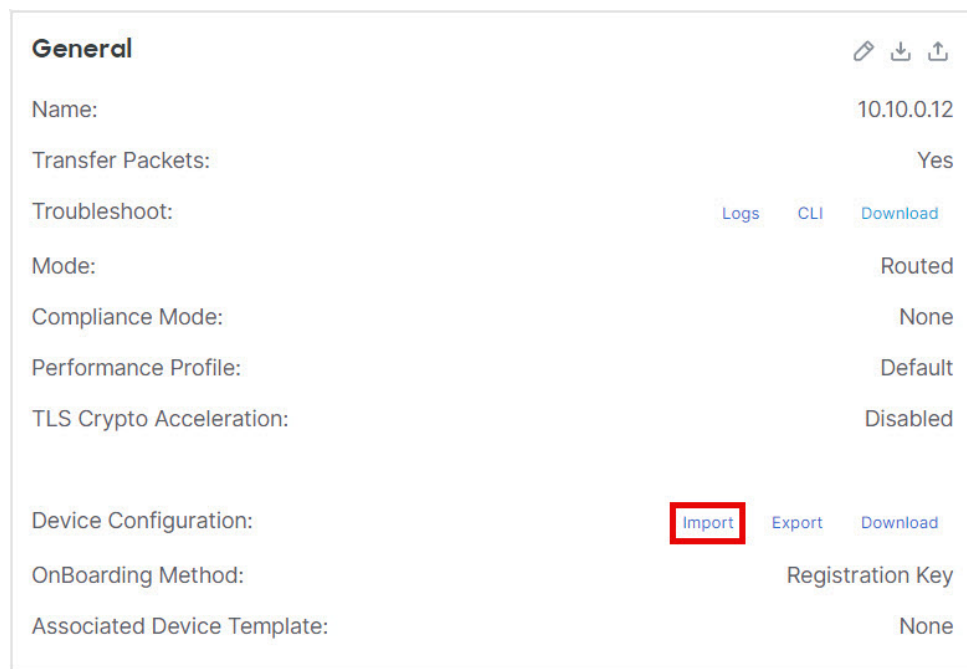 General
Name: 10.10.0.12
Transfer Packets: Yes
Troubleshoot: Logs CLI Download
Mode: Routed
Compliance Mode: None
Performance Profile: Default
TLS Crypto Acceleration: Disabled
Device Configuration: Import Export Download
OnBoarding Method: Registration Key
Associated Device Template: None